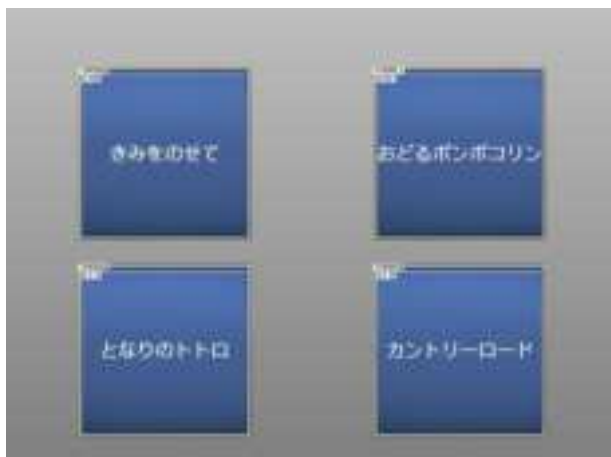 きみをのせて
おどるポンポコリン
となりのトトロ
カントリーロード